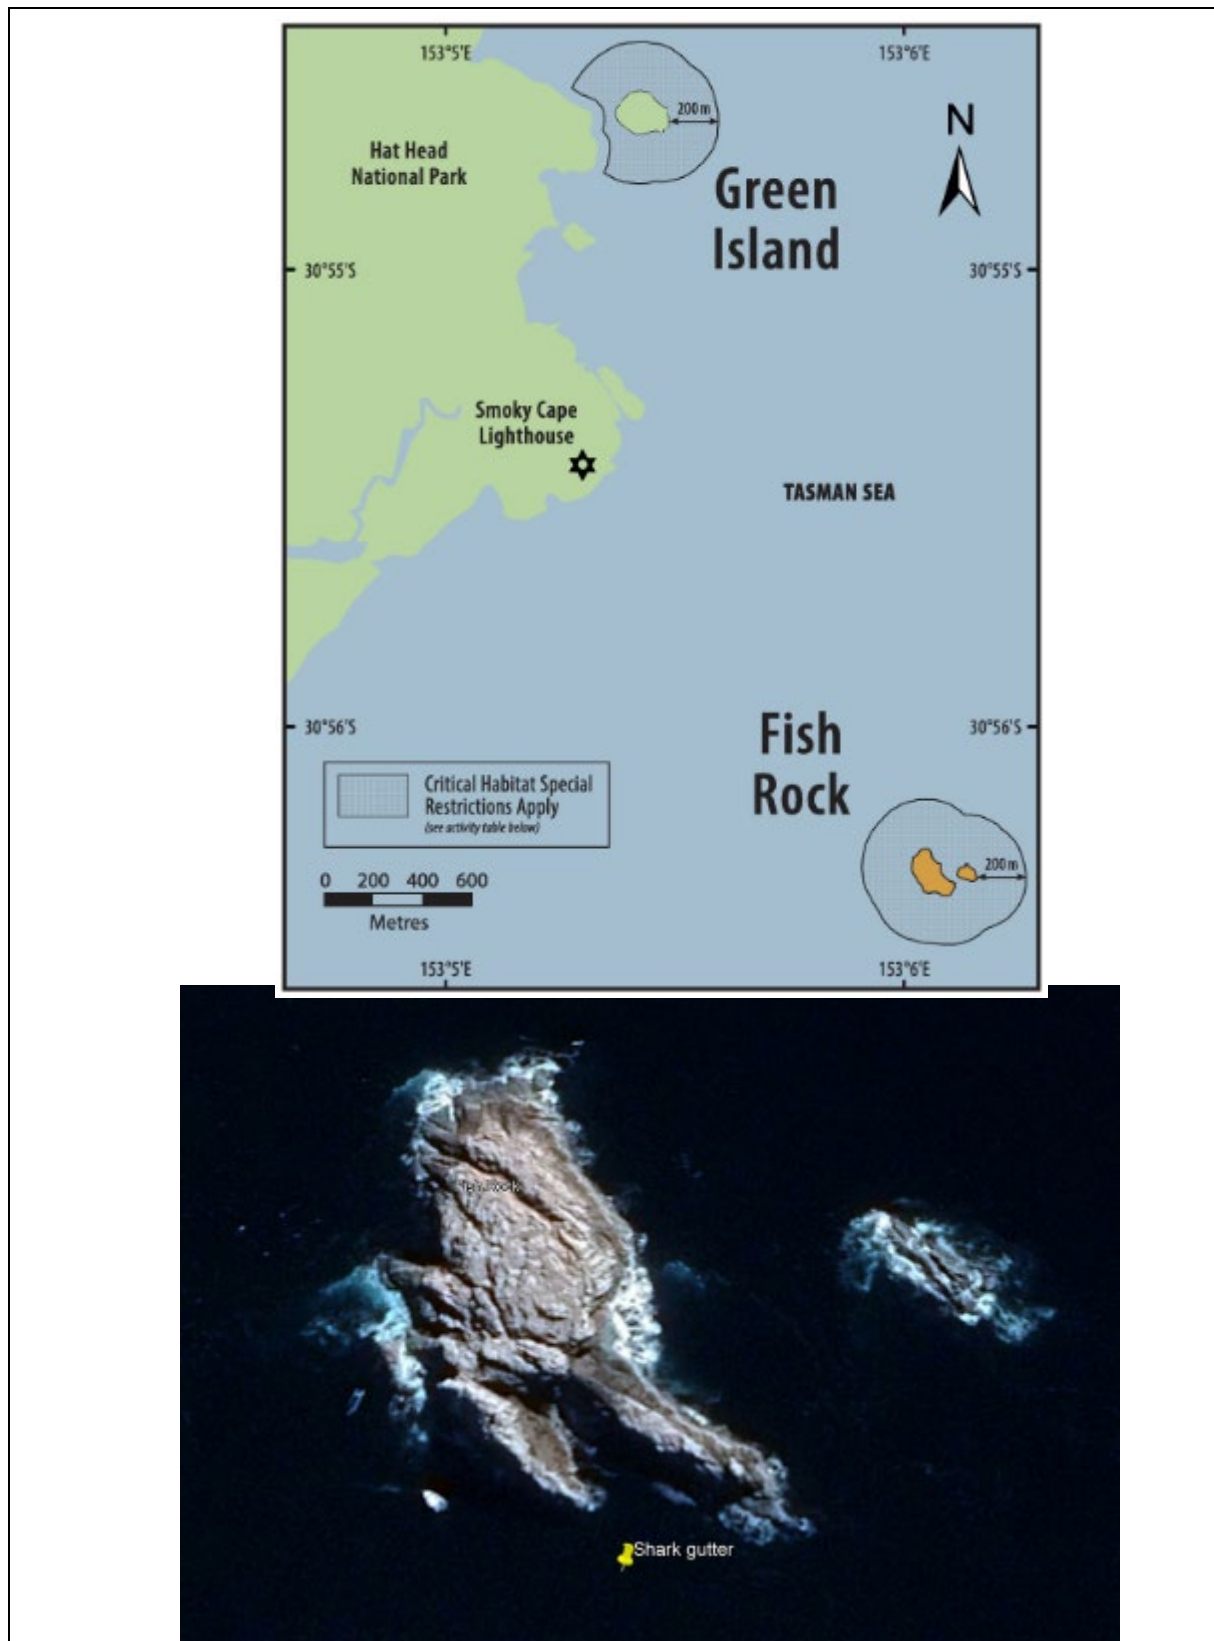 153°5'E
153°6'E
200 m
N
Hat Head
National Park
Green
Island
30°55'S
30°55'S
Smoky Cape
Lighthouse
TASMAN SEA
30°56'S
30°56'S
Fish
Rock
Critical Habitat Special
Restrictions Apply
(see activity table below)
200 m
0 200 400 600
Metres
153°5'E
153°6'E
Shark gutter